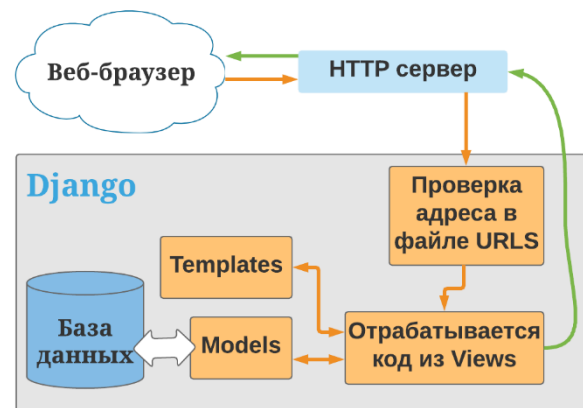 Веб-браузер
HTTP сервер
Django
Проверка
адреса в
файле URLS
Templates
База
данных
Models
Отрабатывается
код из Views